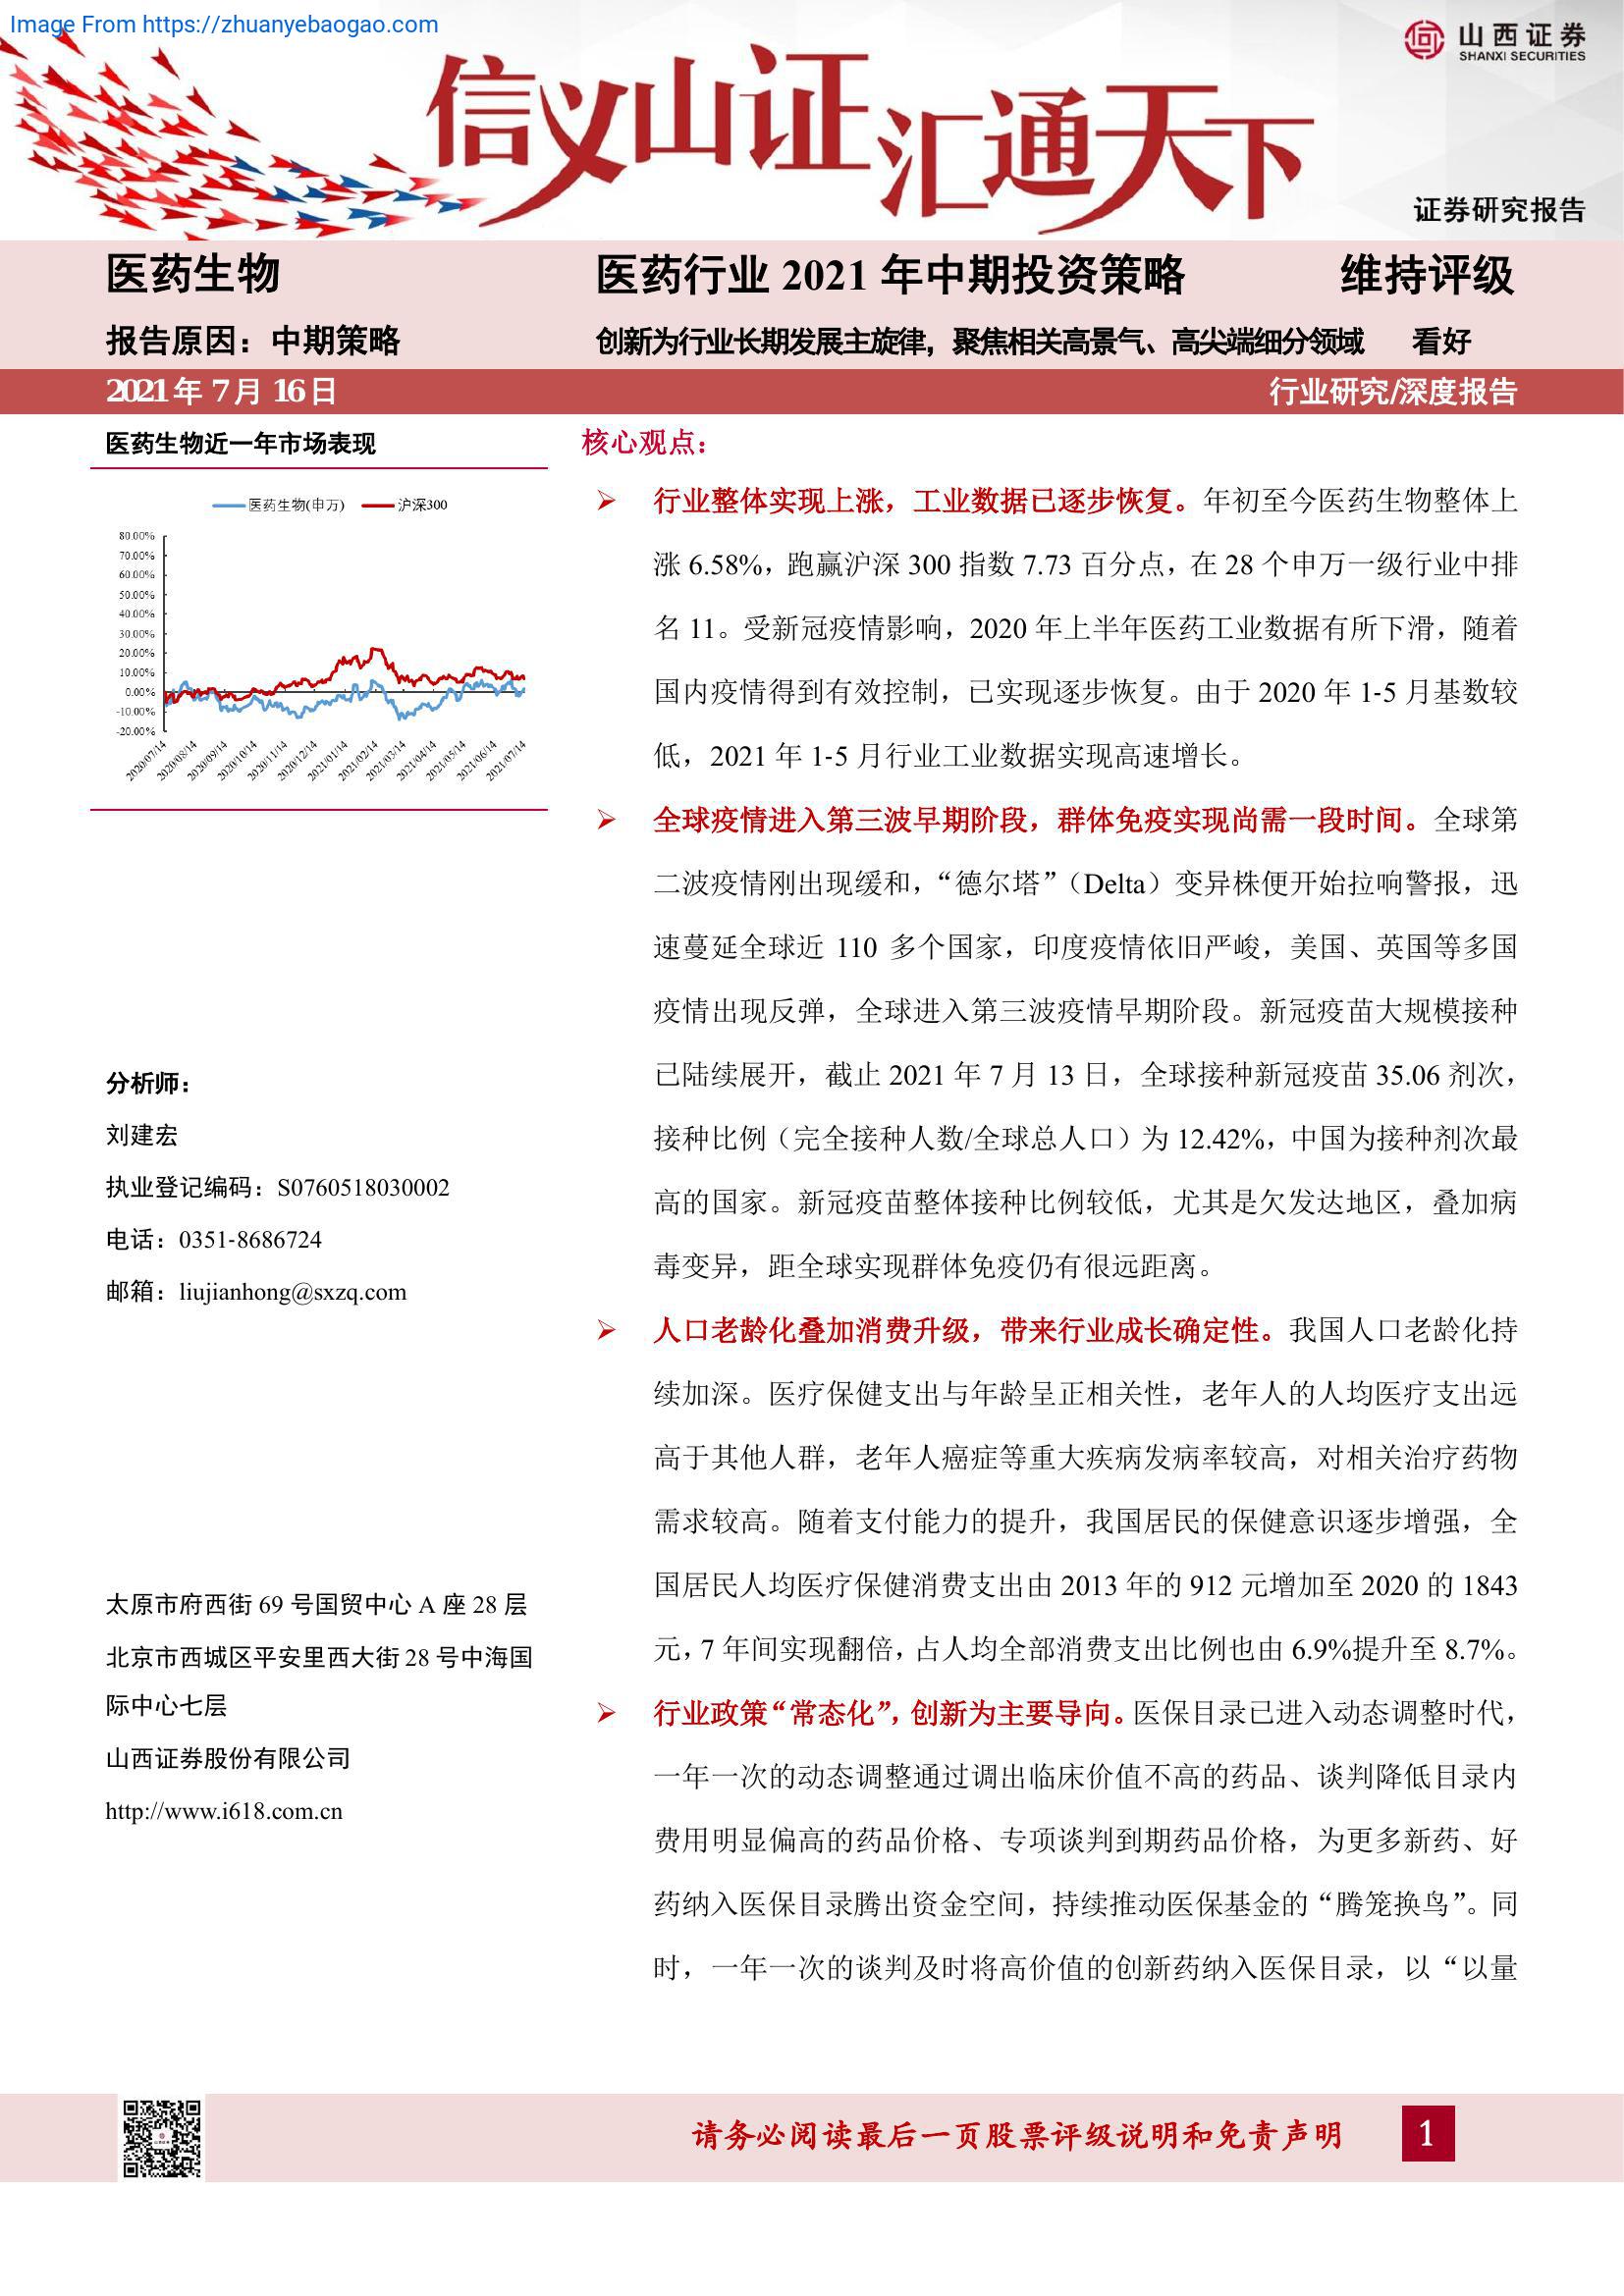 Image From https://zhuanyebaogao.com
山西证券
SHANXI SECURITIES
信义山证汇通天下
证券研究报告
医药生物
医药行业 2021 年中期投资策略
维持评级
报告原因：中期策略
创新为行业长期发展主旋律，聚焦相关高景气、高尖端细分领域
看好
2021 年 7 月 16 日
行业研究/深度报告
医药生物近一年市场表现
医药生物(申万)
沪深300
80.00%
70.00%
60.00%
50.00%
40.00%
30.00%
20.00%
10.00%
0.00%
-10.00%
-20.00%
2020/07/14
2020/08/14
2020/09/14
2020/10/14
2020/11/14
2020/12/14
2021/01/14
2021/02/14
2021/03/14
2021/04/14
2021/05/14
2021/06/14
2021/07/14
分析师：
刘建宏
执业登记编码：S0760518030002
电话：0351-8686724
邮箱：liujianhong@sxzq.com
太原市府西街 69 号国贸中心 A 座 28 层
北京市西城区平安里西大街 28 号中海国
际中心七层
山西证券股份有限公司
http://www.i618.com.cn
核心观点：
行业整体实现上涨，工业数据已逐步恢复。年初至今医药生物整体上
涨 6.58%，跑赢沪深 300 指数 7.73 百分点，在 28 个申万一级行业中排
名 11。受新冠疫情影响，2020 年上半年医药工业数据有所下滑，随着
国内疫情得到有效控制，已实现逐步恢复。由于 2020 年 1-5 月基数较
低，2021 年 1-5 月行业工业数据实现高速增长。
全球疫情进入第三波早期阶段，群体免疫实现尚需一段时间。全球第
二波疫情刚出现缓和，“德尔塔”（Delta）变异株便开始拉响警报，迅
速蔓延全球近 110 多个国家，印度疫情依旧严峻，美国、英国等多国
疫情出现反弹，全球进入第三波疫情早期阶段。新冠疫苗大规模接种
已陆续展开，截止 2021 年 7 月 13 日，全球接种新冠疫苗 35.06 剂次，
接种比例（完全接种人数/全球总人口）为 12.42%，中国为接种剂次最
高的国家。新冠疫苗整体接种比例较低，尤其是欠发达地区，叠加病
毒变异，距全球实现群体免疫仍有很远距离。
人口老龄化叠加消费升级，带来行业成长确定性。我国人口老龄化持
续加深。医疗保健支出与年龄呈正相关性，老年人的人均医疗支出远
高于其他人群，老年人癌症等重大疾病发病率较高，对相关治疗药物
需求较高。随着支付能力的提升，我国居民的保健意识逐步增强，全
国居民人均医疗保健消费支出由 2013 年的 912 元增加至 2020 的 1843
元，7 年间实现翻倍，占人均全部消费支出比例也由 6.9%提升至 8.7%。
行业政策“常态化”，创新为主要导向。医保目录已进入动态调整时代，
一年一次的动态调整通过调出临床价值不高的药品、谈判降低目录内
费用明显偏高的药品价格、专项谈判到期药品价格，为更多新药、好
药纳入医保目录腾出资金空间，持续推动医保基金的“腾笼换鸟”。同
时，一年一次的谈判及时将高价值的创新药纳入医保目录，以“以量
请务必阅读最后一页股票评级说明和免责声明
1